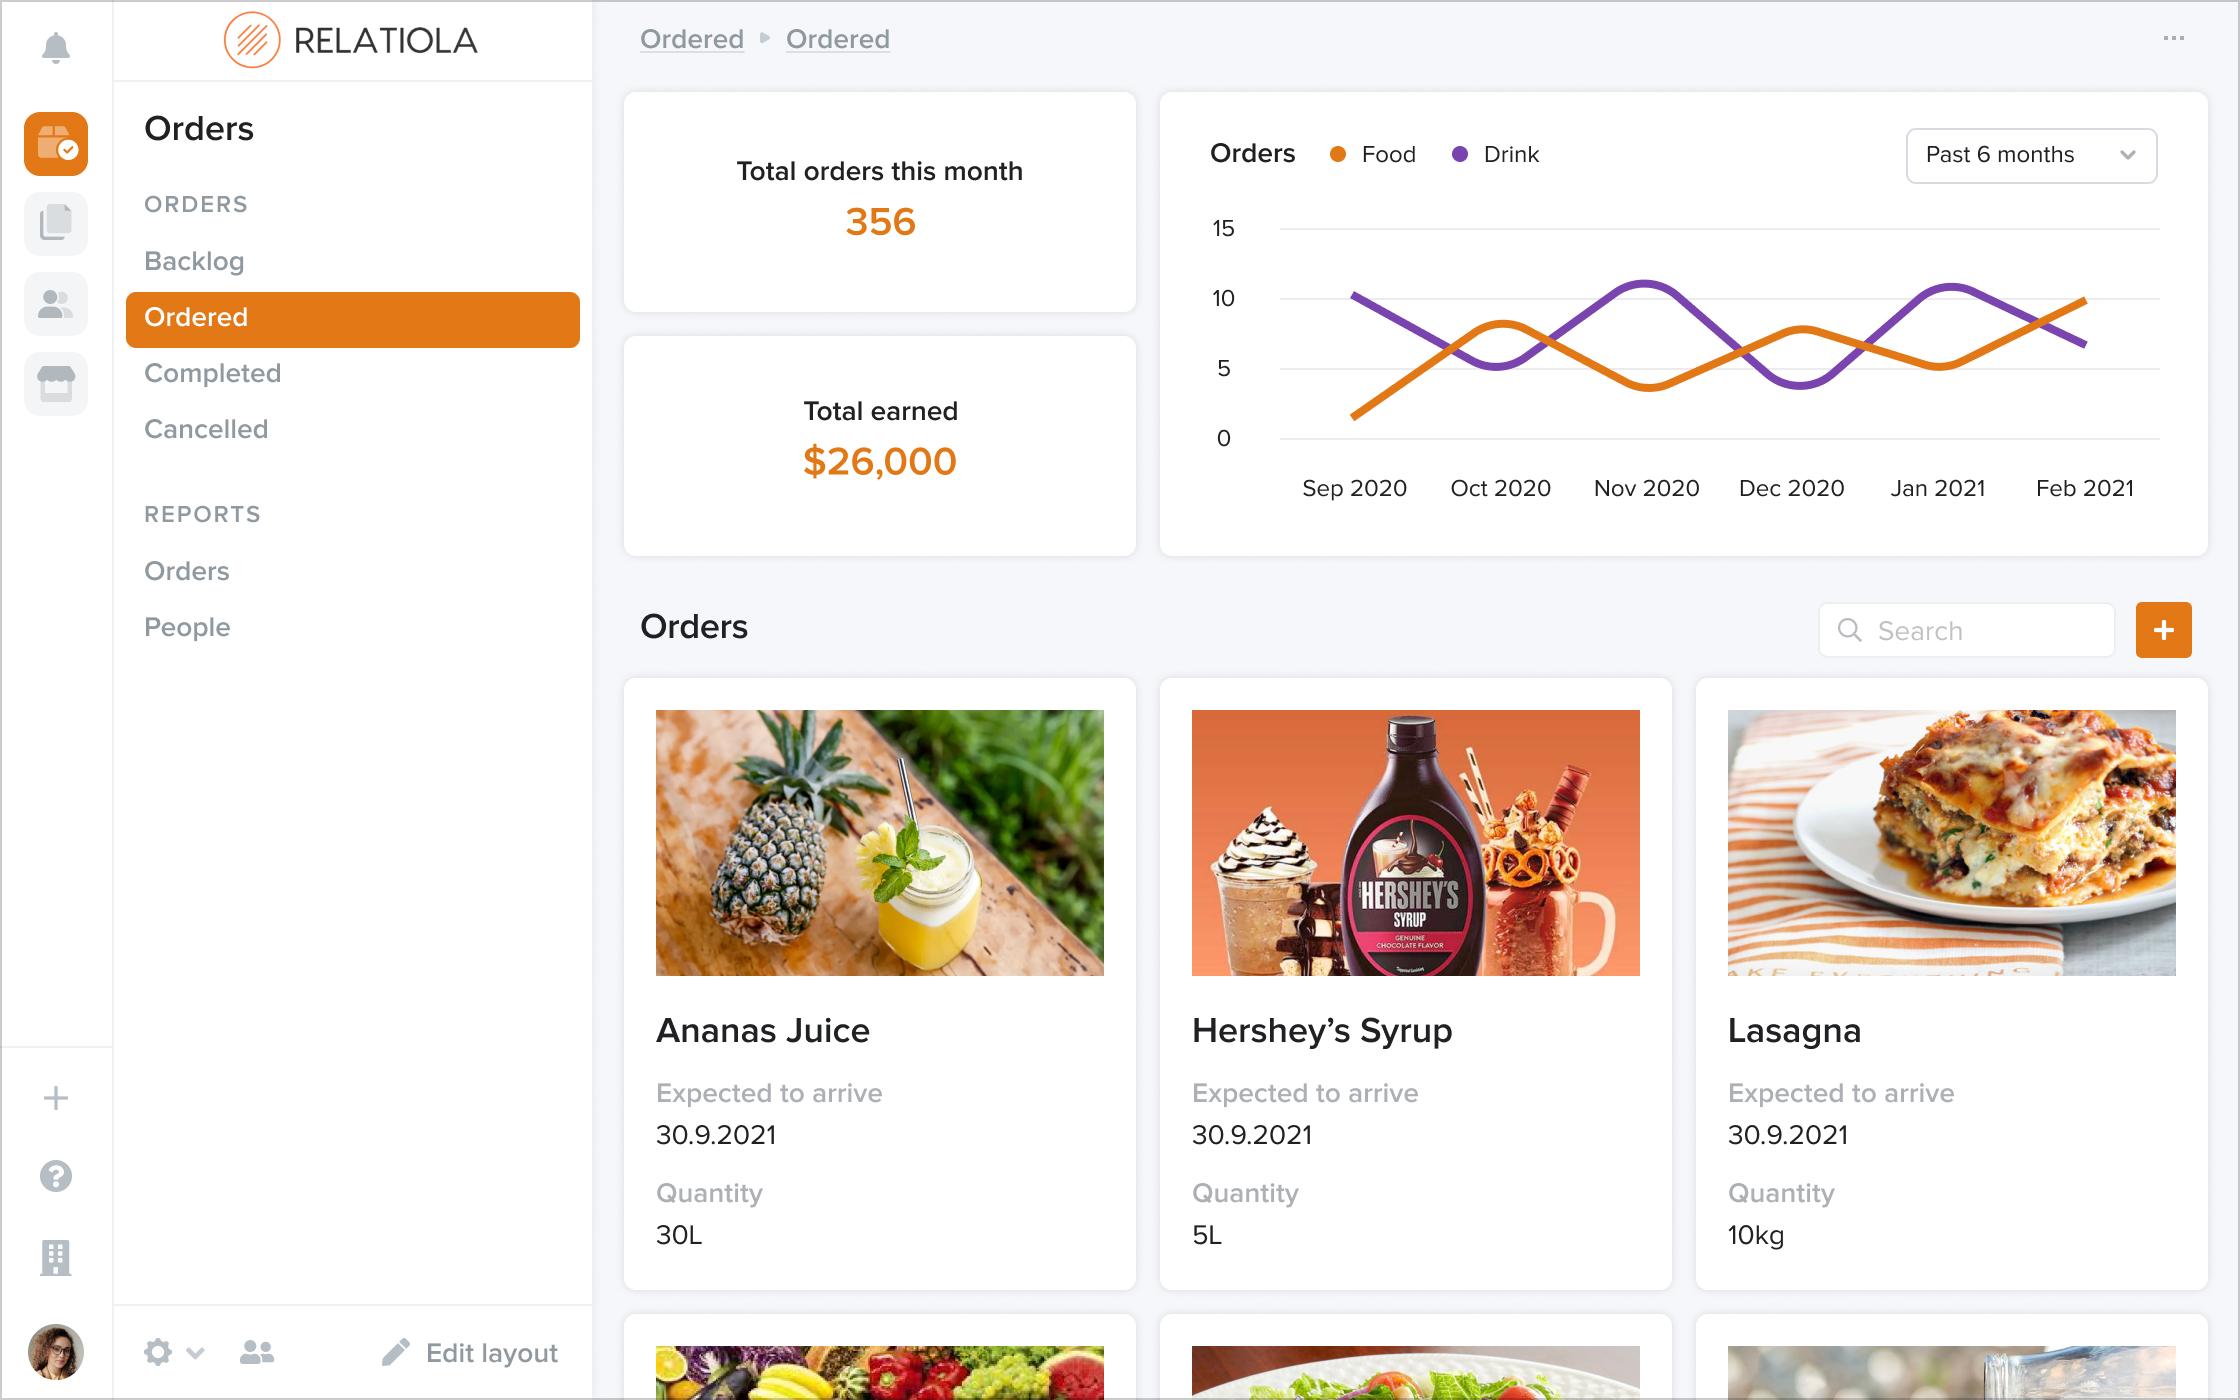 RELATIOLA
Orders
ORDERS
Backlog
Ordered
Completed
Cancelled
REPORTS
Orders
People
Edit layout
Ordered Ordered
Total orders this month
356
Total earned
$26,000
Orders Food Drink
Past 6 months
15
10
5
0
Sep 2020 Oct 2020 Nov 2020 Dec 2020 Jan 2021 Feb 2021
Orders
Search
HERSHEY'S
SYRUP
GENUINE
CHOCOLATE FLAVOR
Ananas Juice
Expected to arrive
30.9.2021
Quantity
30L
Hershey’s Syrup
Expected to arrive
30.9.2021
Quantity
5L
Lasagna
Expected to arrive
30.9.2021
Quantity
10kg